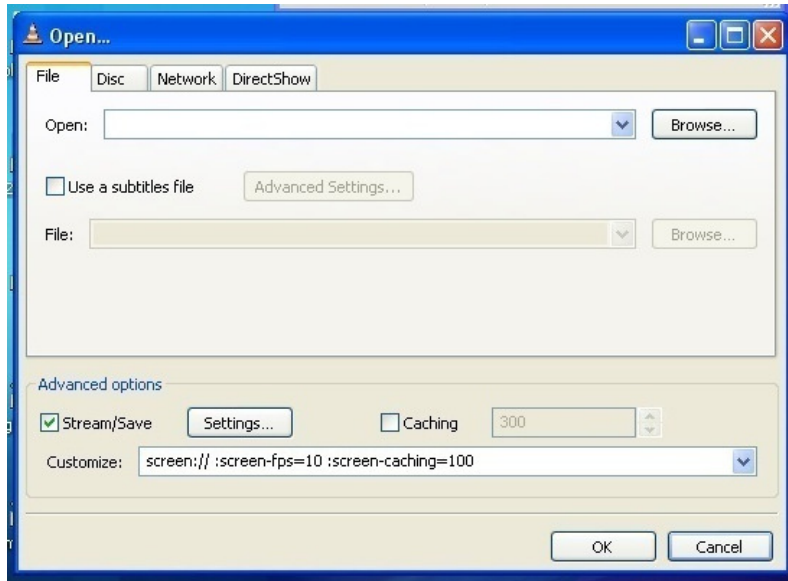 Open...
File Disc Network DirectShow
Open: Browse...
Use a subtitles file Advanced Settings...
File: Browse...
Advanced options
Stream/Save Settings... Caching 300
Customize: screen:// :screen-fps=10 :screen-caching=100
OK Cancel